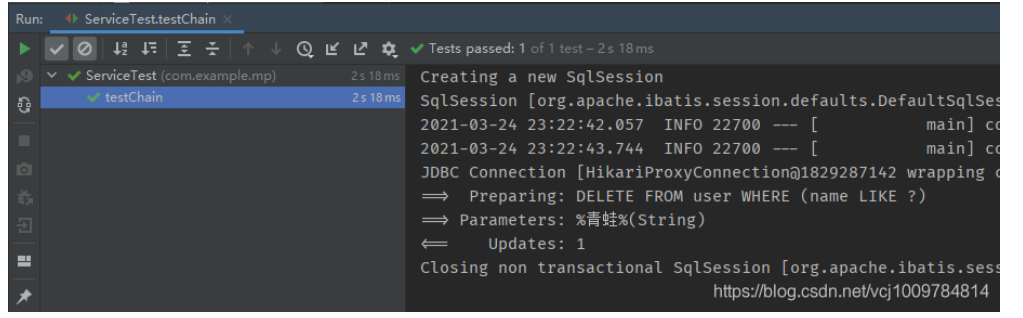 Run: ServiceTest.testChain ×
Tests passed: 1 of 1 test – 2 s 18 ms
ServiceTest (com.example.mp) 2 s 18 ms
testChain 2 s 18 ms
Creating a new SqlSession
SqlSession [org.apache.ibatis.session.defaults.DefaultSqlSes
2021-03-24 23:22:42.057  INFO 22700 --- [           main] co
2021-03-24 23:22:43.744  INFO 22700 --- [           main] co
JDBC Connection [HikariProxyConnection@1829287142 wrapping c
==>  Preparing: DELETE FROM user WHERE (name LIKE ?)
==> Parameters: %青蛙%(String)
<==    Updates: 1
Closing non transactional SqlSession [org.apache.ibatis.sess
https://blog.csdn.net/vcj1009784814